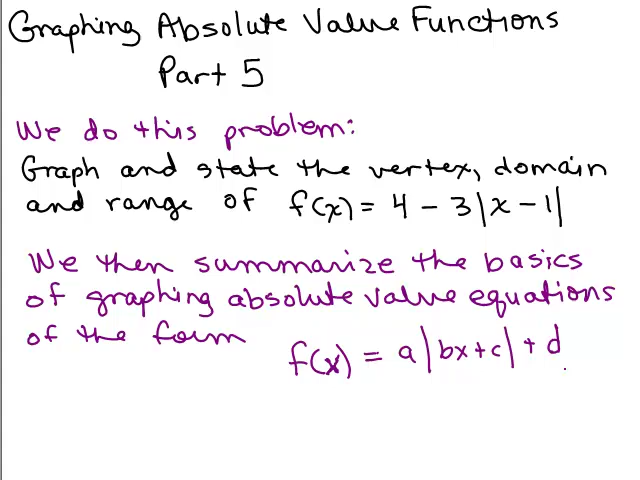 Graphing Absolute Value Functions
Part 5
We do this problem:
Graph and state the vertex, domain
and range of f(x) = 4 - 3|x - 1|
We then summarize the basics
of graphing absolute value equations
of the form
f(x) = a|bx+c| + d